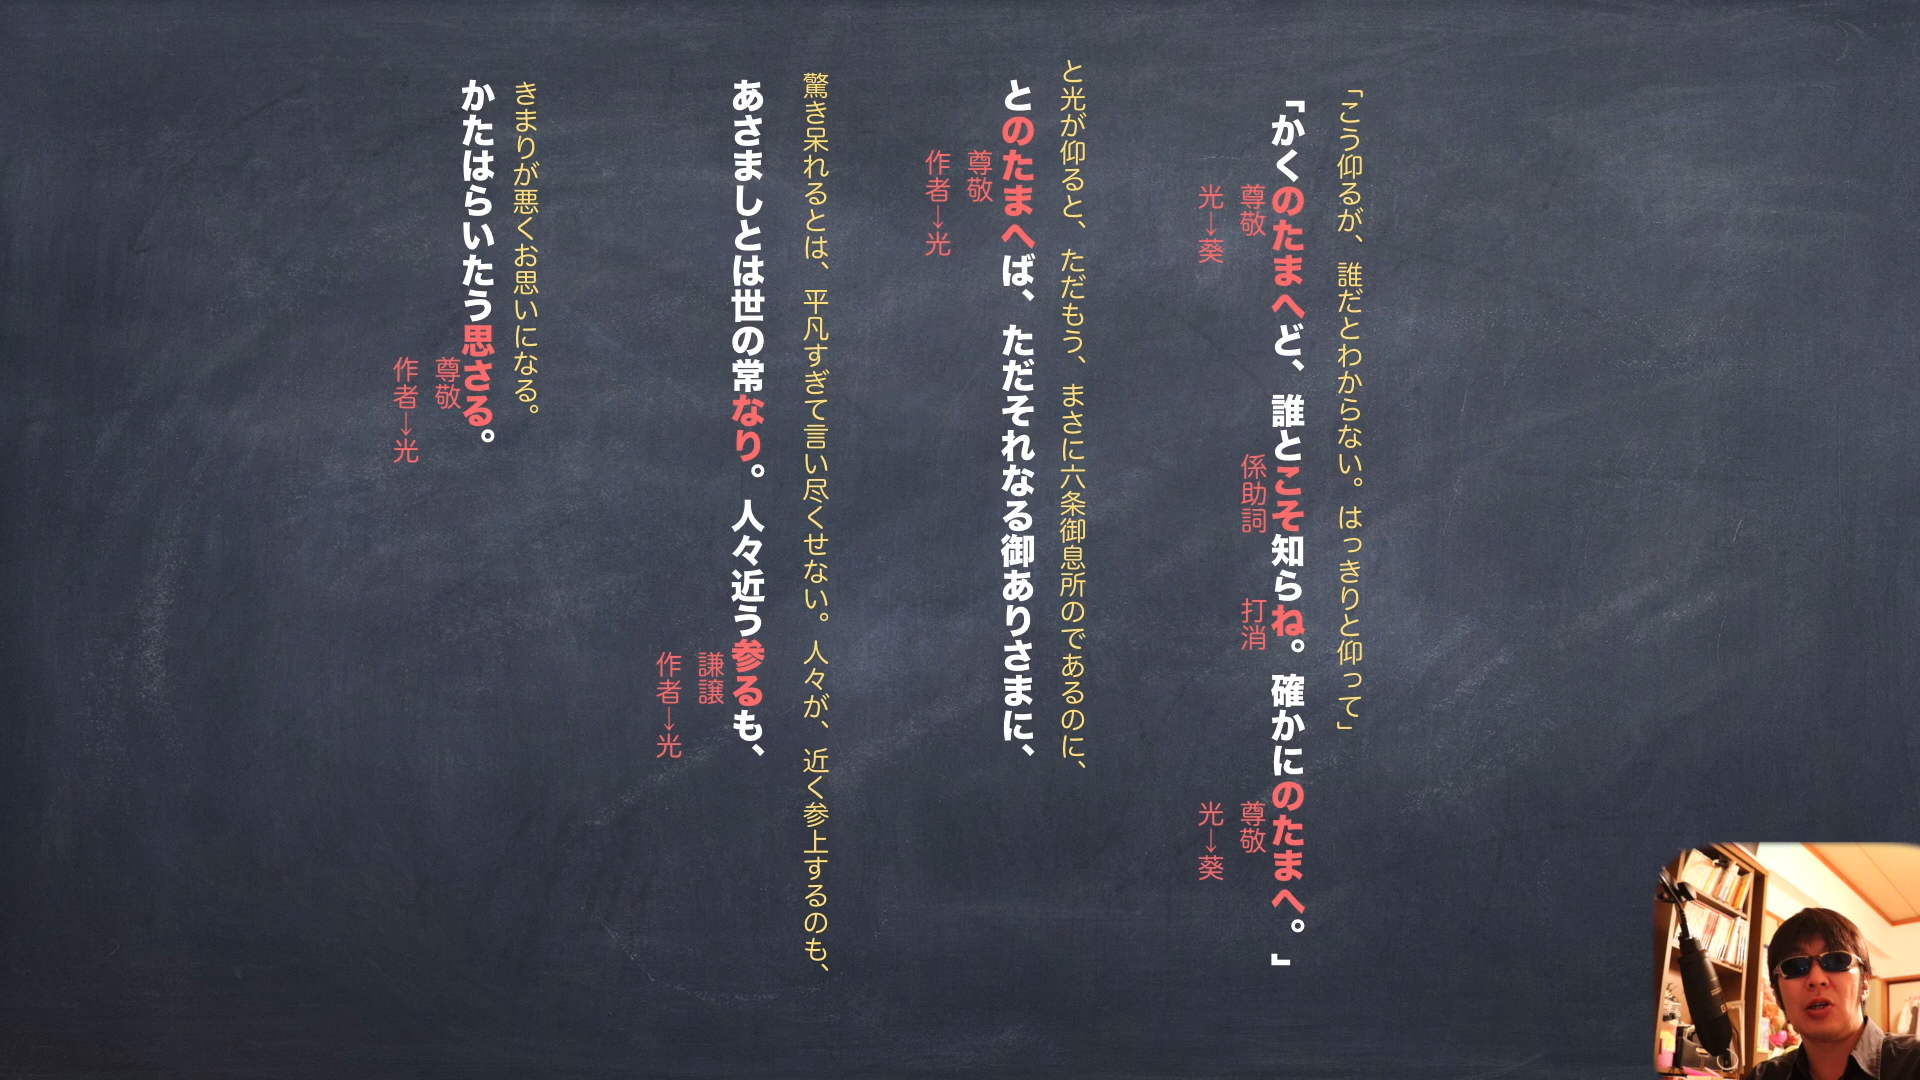 「こう仰るが、誰だとわからない。はっきりと仰って」
「かくのたまへど、誰とこそ知らね。確かにのたまへ。」
尊敬
光→葵
係助詞
打消
尊敬
光→葵
と光が仰ると、ただもう、まさに六条御息所のであるのに、
とのたまへば、ただそれなる御ありさまに、
尊敬
作者→光
驚き呆れるとは、平凡すぎて言い尽くせない。人々が、近く参上するのも、
あさましとは世の常なり。人々近う参るも、
謙譲
作者→光
きまりが悪くお思いになる。
かたはらいたう思さる。
尊敬
作者→光